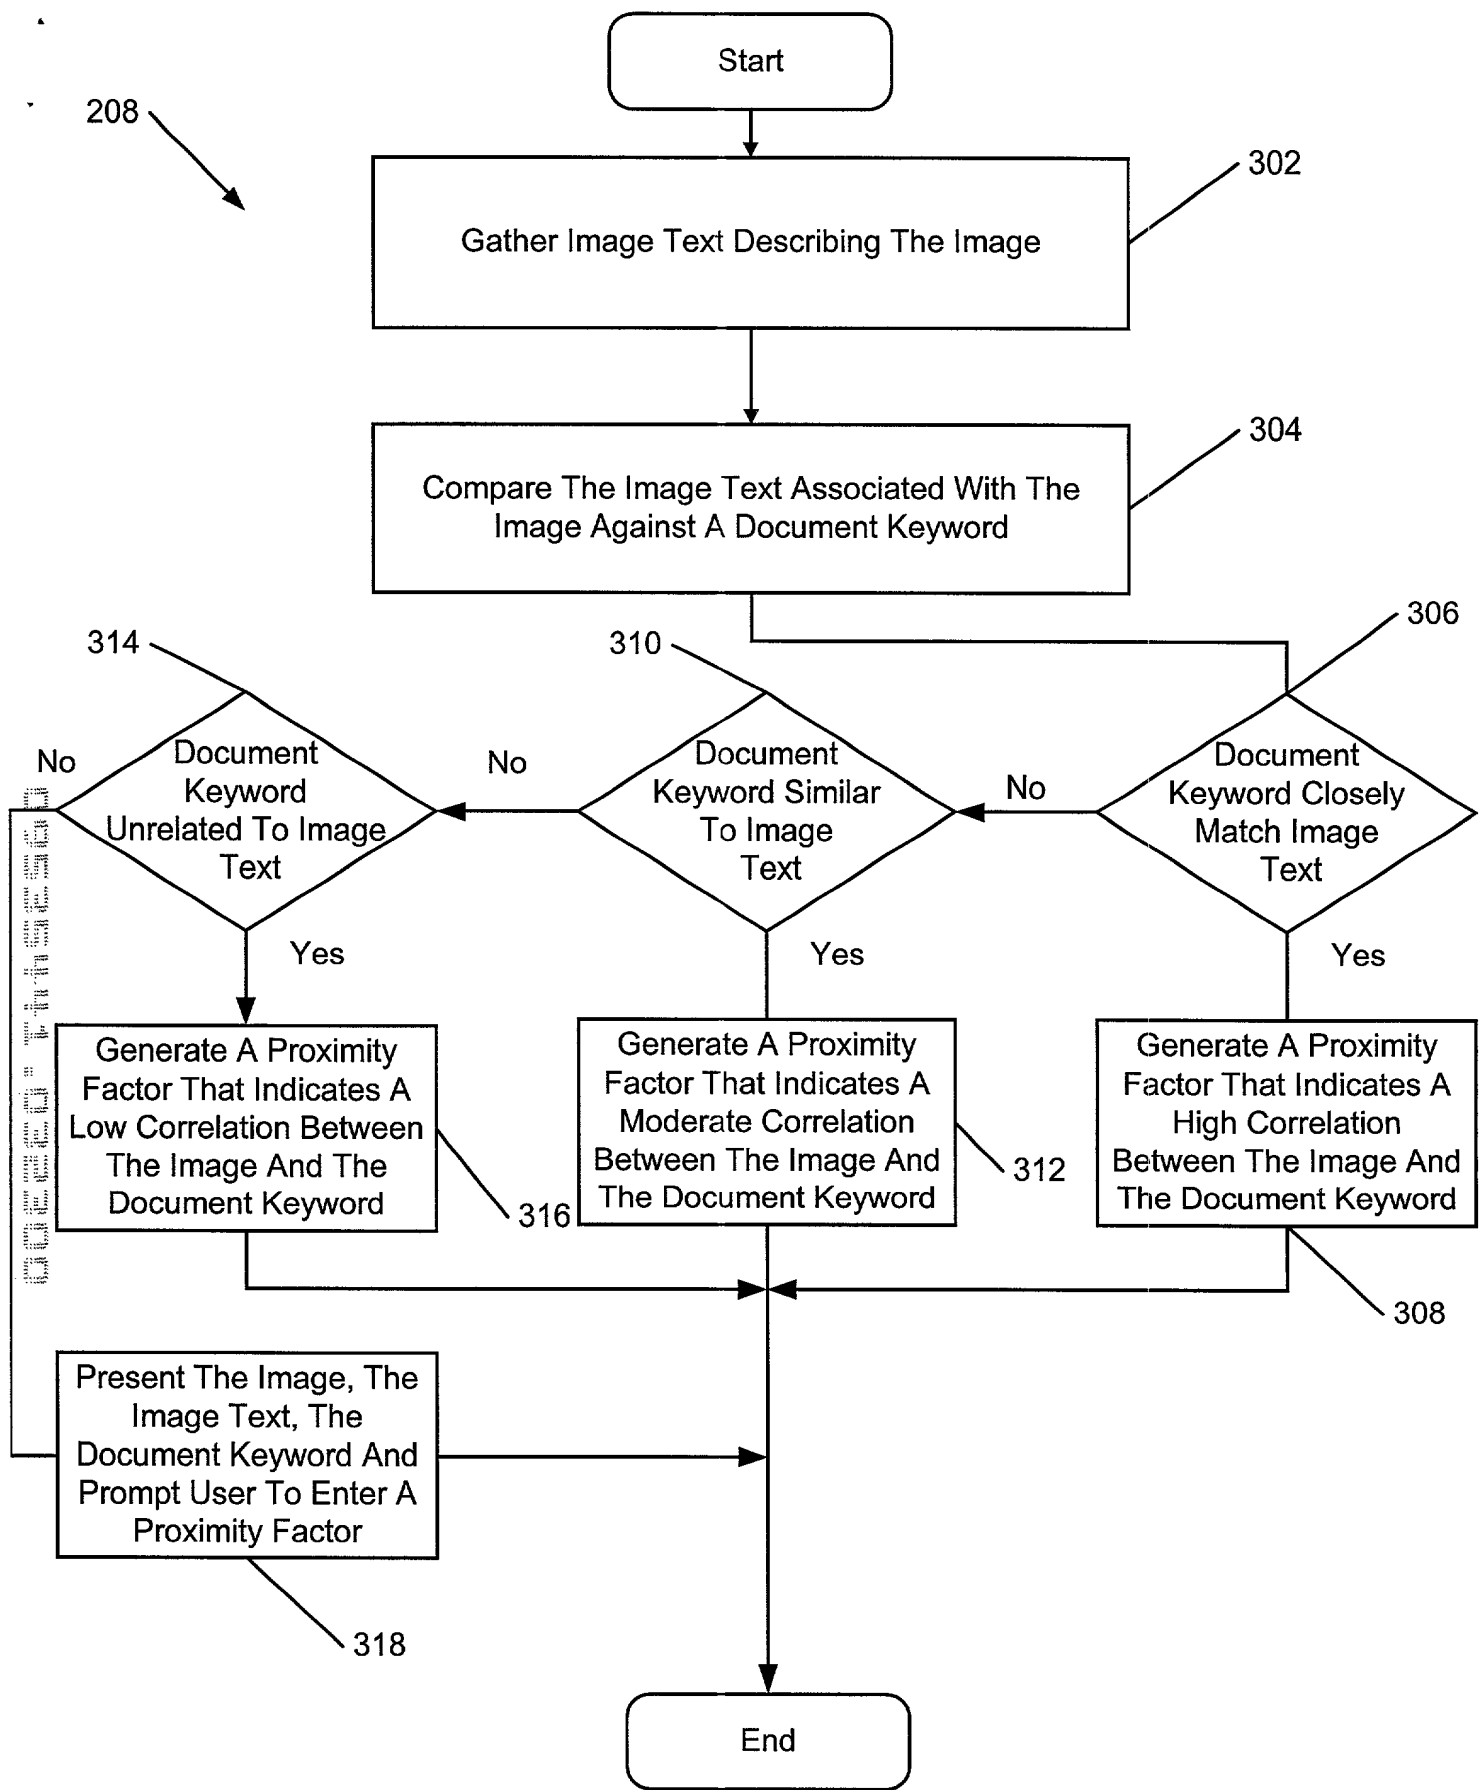 Start
208
302
Gather Image Text Describing The Image
304
Compare The Image Text Associated With The
Image Against A Document Keyword
306
314
310
Document
Keyword Closely
Match Image
Text
No
Yes
Document
Keyword Similar
To Image
Text
No
Yes
Document
Keyword
Unrelated To Image
Text
No
Yes
Generate A Proximity
Factor That Indicates A
Low Correlation Between
The Image And The
Document Keyword
316
Generate A Proximity
Factor That Indicates A
Moderate Correlation
Between The Image And
The Document Keyword
312
Generate A Proximity
Factor That Indicates A
High Correlation
Between The Image And
The Document Keyword
308
Present The Image, The
Image Text, The
Document Keyword And
Prompt User To Enter A
Proximity Factor
318
End